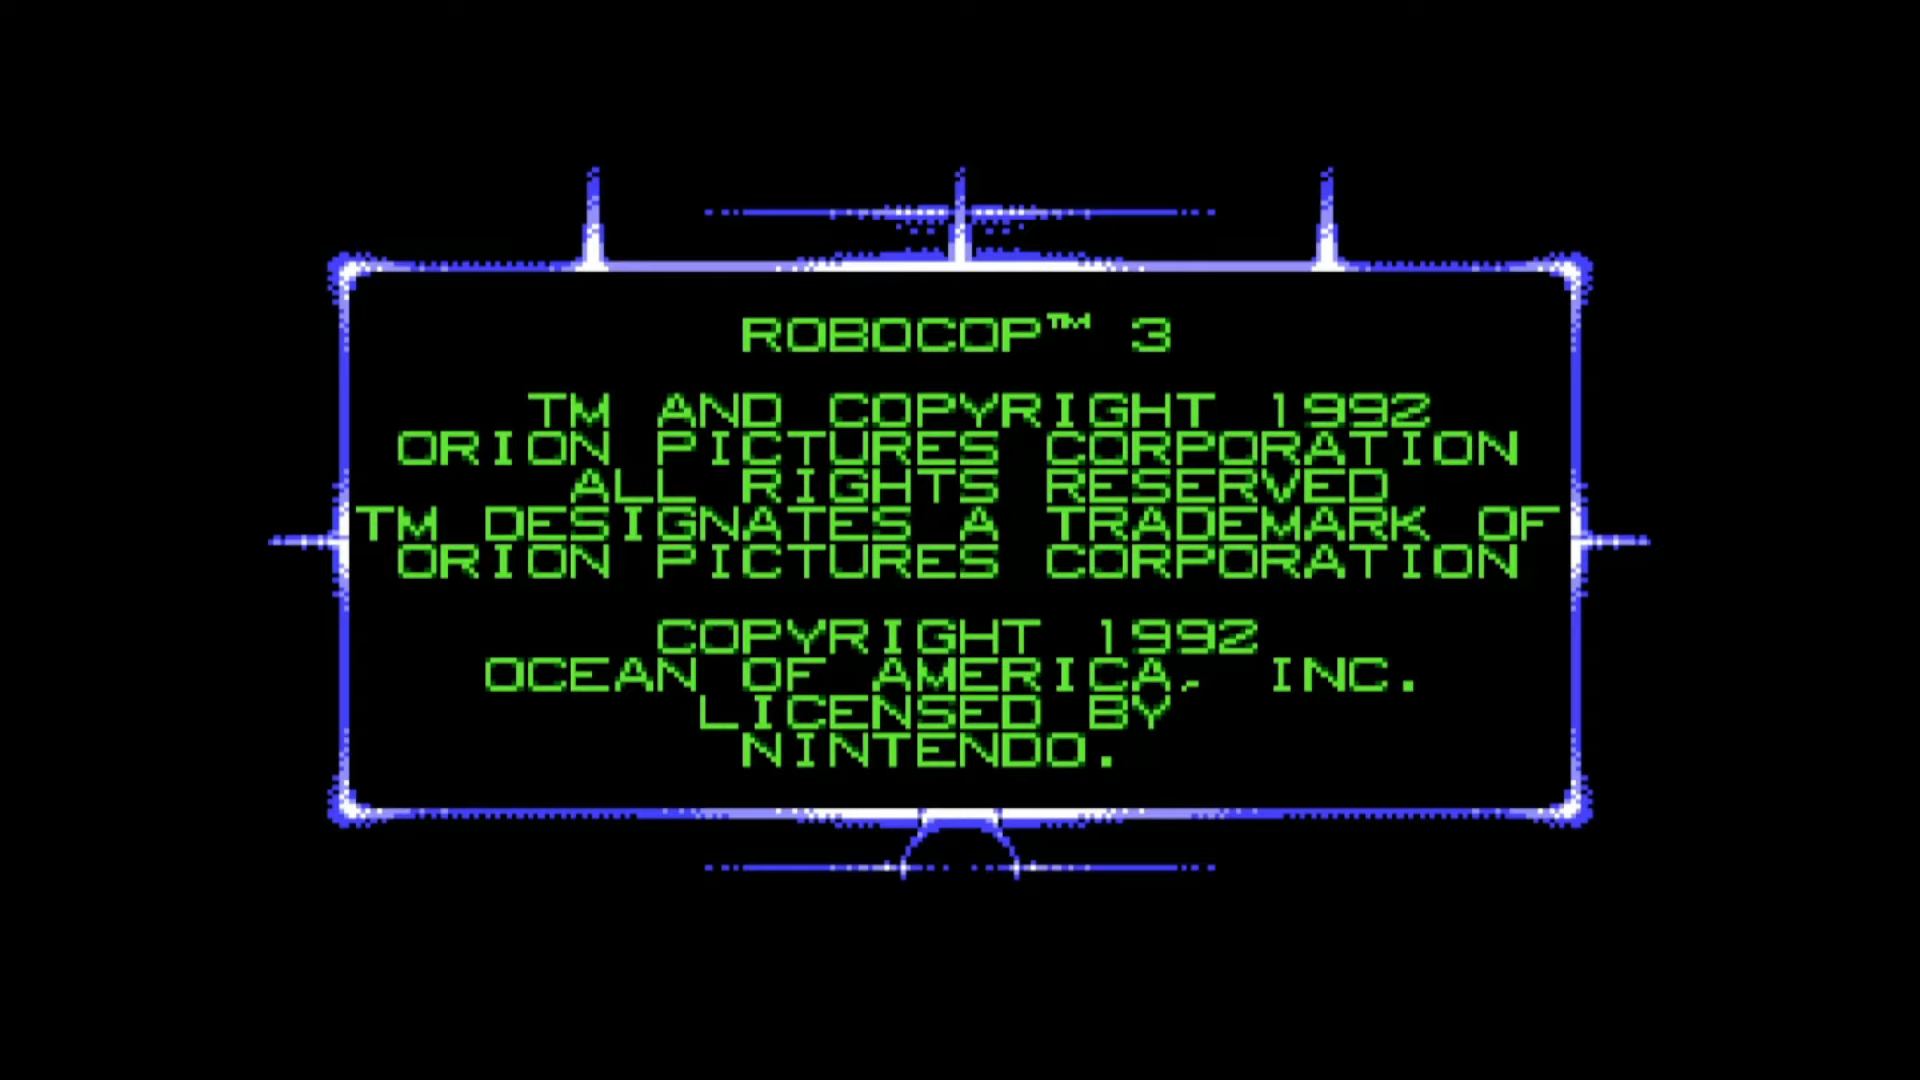 ROBOCOP™ 3
TM AND COPYRIGHT 1992
ORION PICTURES CORPORATION
ALL RIGHTS RESERVED
TM DESIGNATES A TRADEMARK OF
ORION PICTURES CORPORATION
COPYRIGHT 1992
OCEAN OF AMERICA, INC.
LICENSED BY
NINTENDO.